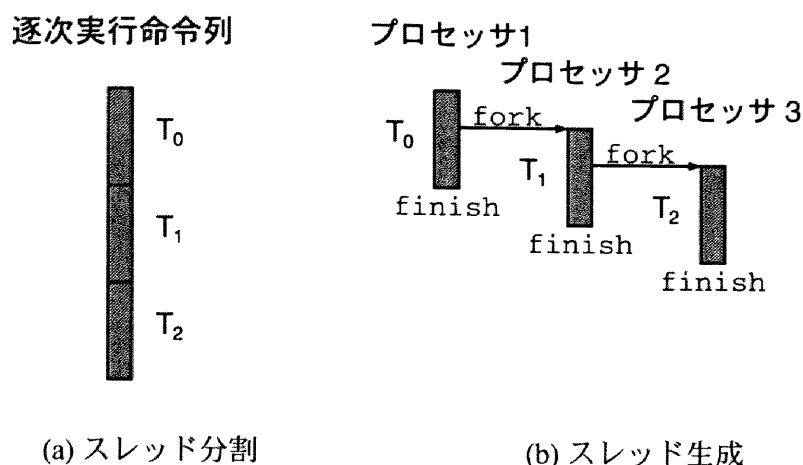 逐次実行命令列
T₀
T₁
T₂
(a) スレッド分割
プロセッサ1
プロセッサ 2
プロセッサ 3
T₀
fork
finish
T₁
fork
finish
T₂
finish
(b) スレッド生成